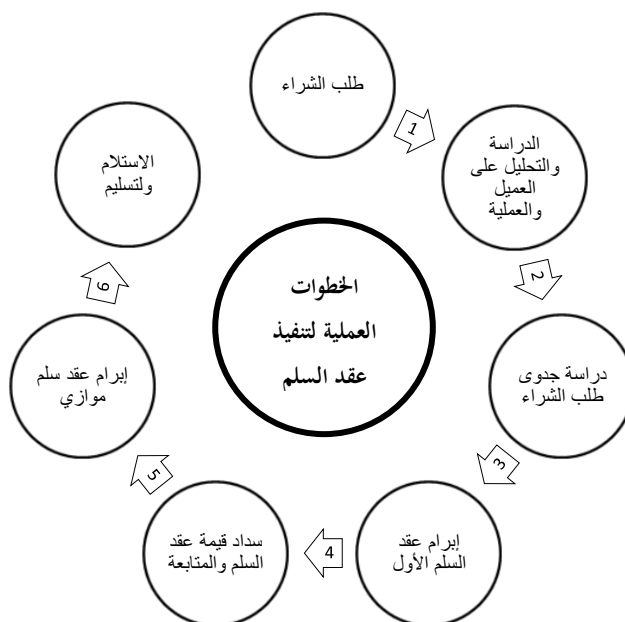 الخطوات
العملية لتنفيذ
عقد السلم
طلب الشراء
1
الدراسة
والتحليل على
العميل
والعملية
2
دراسة جدوى
طلب الشراء
3
إبرام عقد
السلم الأول
4
سداد قيمة عقد
السلم والمتابعة
5
إبرام عقد سلم
موازي
6
الاستلام
ولتسليم